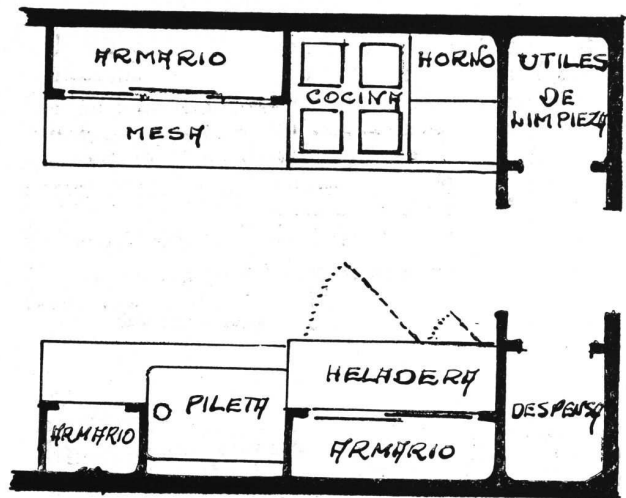 ARMARIO
MESA
COCINA
HORNO
UTILES
DE
LIMPIEZA
HELADERA
PILETA
ARMARIO
ARMARIO
DESPENSA